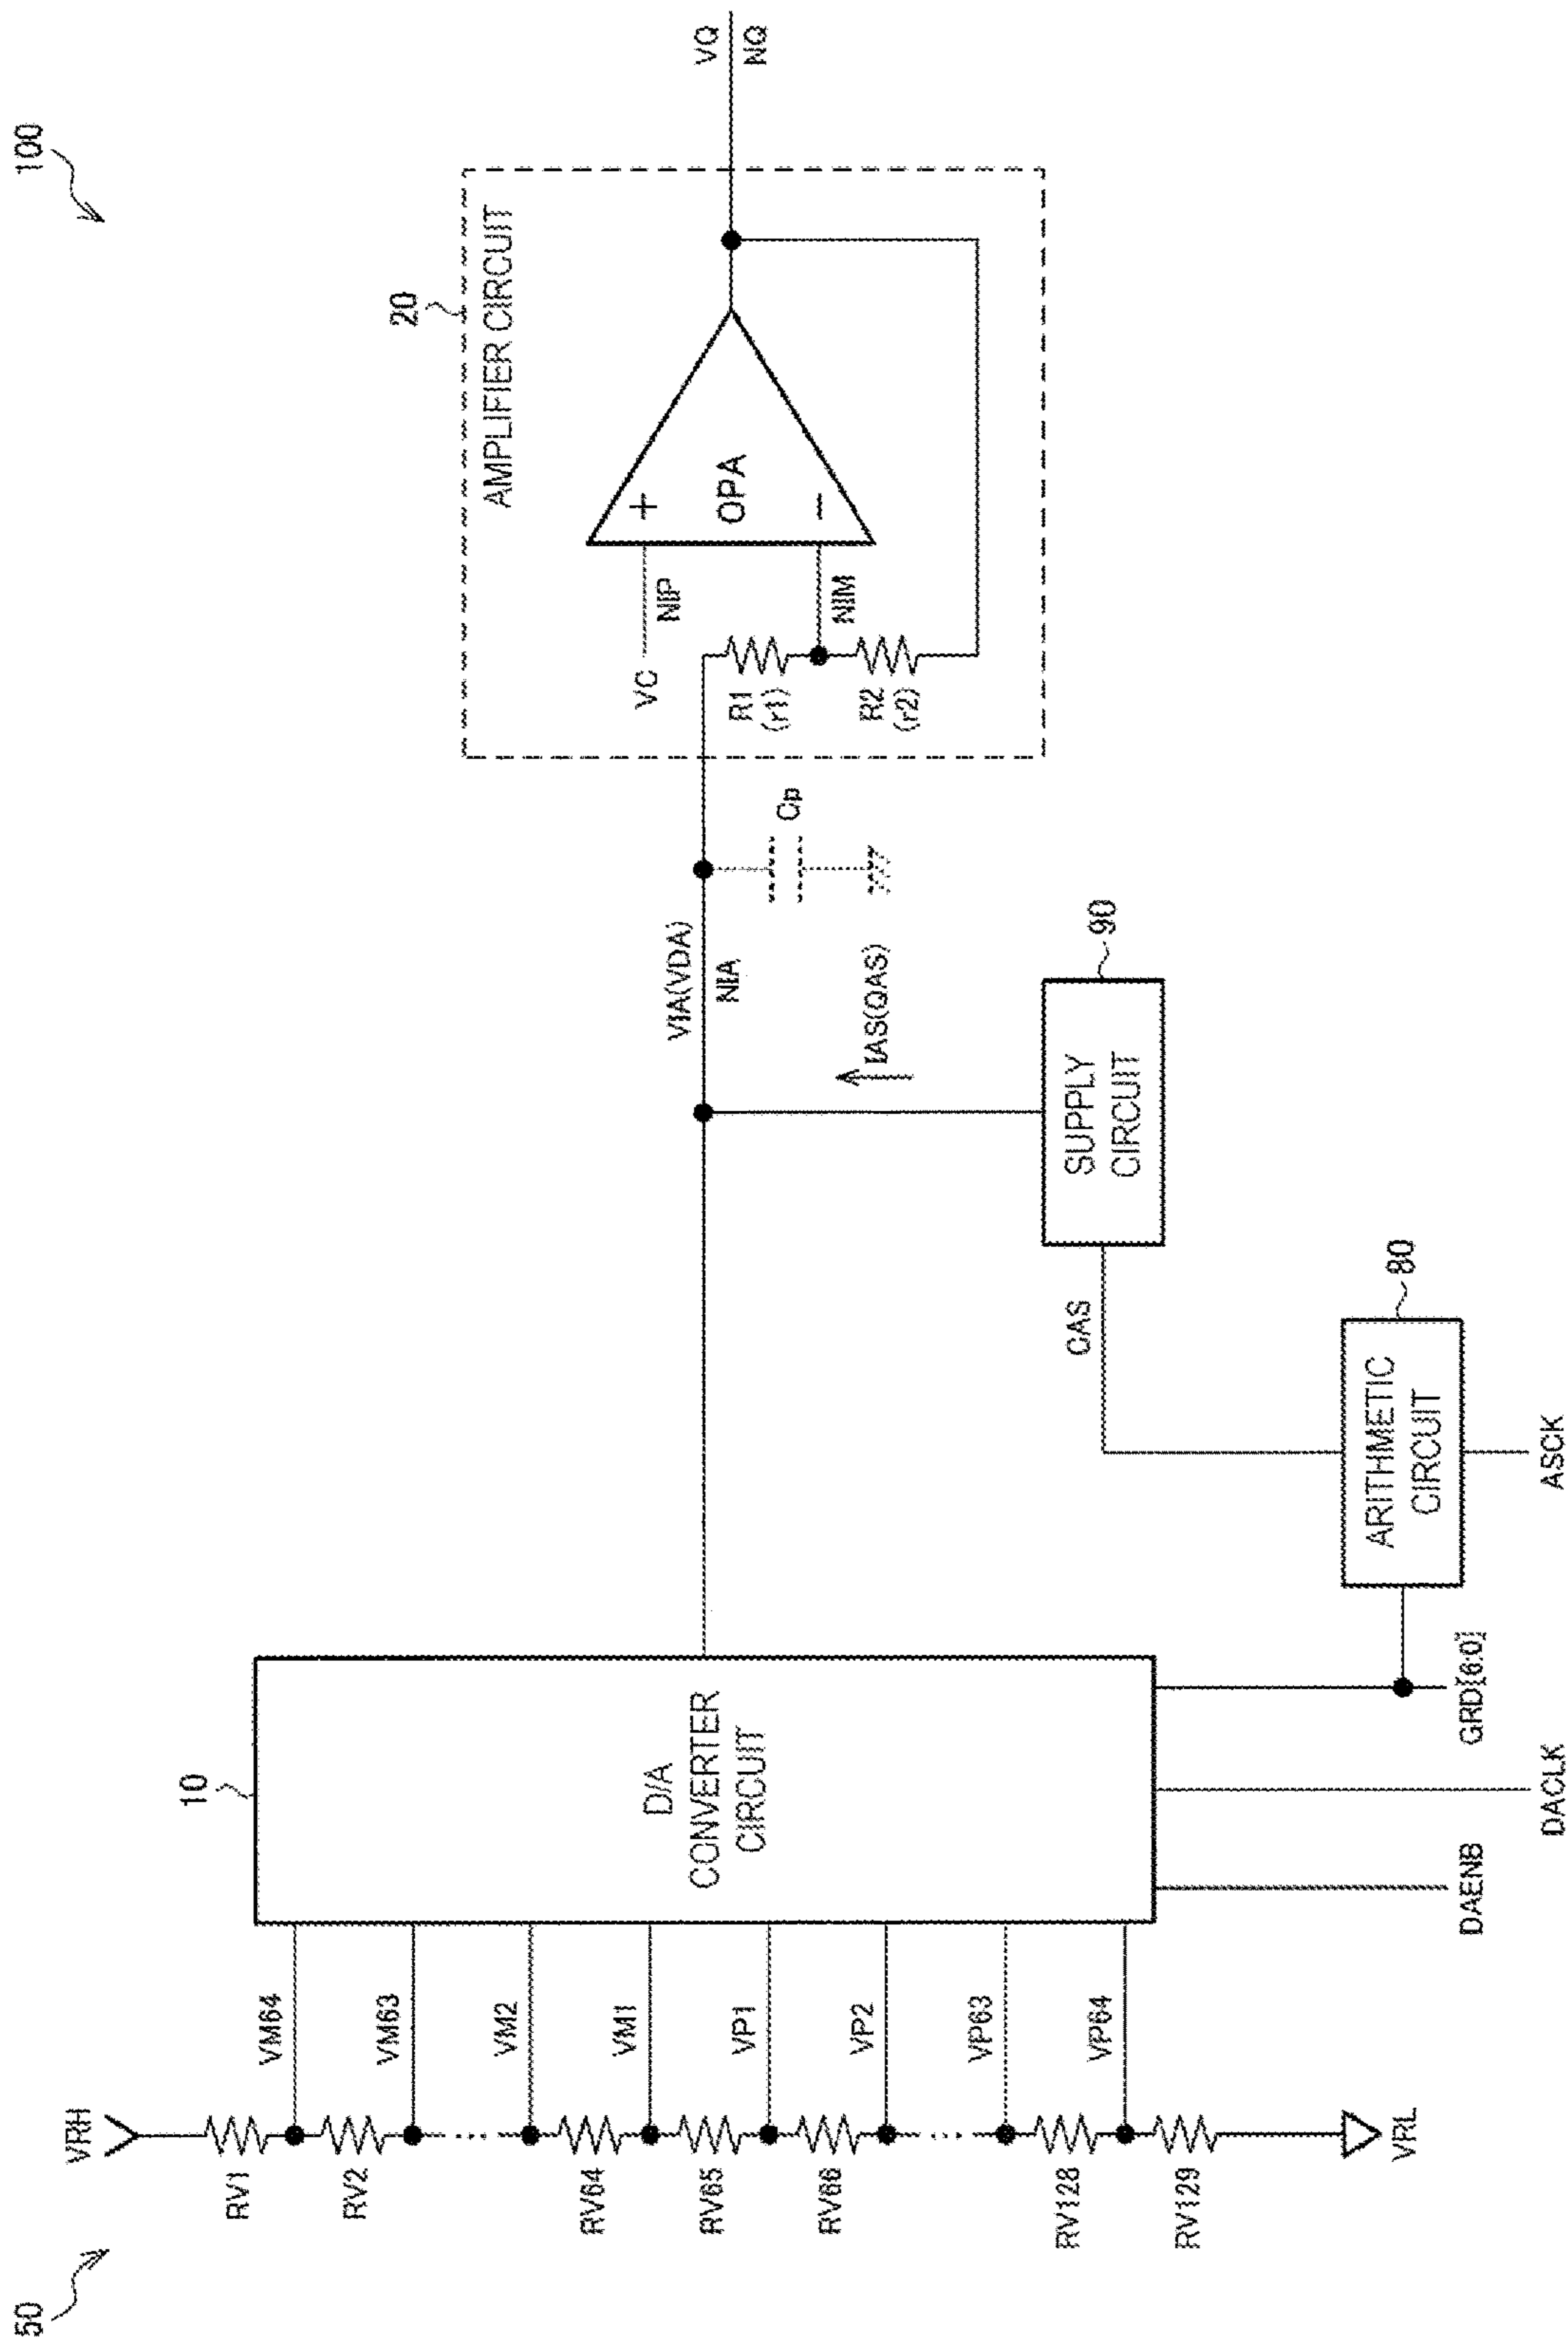 100
20
AMPLIFIER CIRCUIT
VC
NIP
+
OPA
−
NIM
R1
(r1)
R2
(r2)
VQ
NQ
VIA(VDA)
NIA
Cp
IAS(QAS)
90
SUPPLY
CIRCUIT
CAS
80
ARITHMETIC
CIRCUIT
ASCK
10
D/A
CONVERTER
CIRCUIT
GRD[6:0]
DACLK
DAENB
50
VRH
RV1
VM64
RV2
VM63
...
VM2
RV64
VM1
RV65
VP1
RV66
VP2
...
VP63
RV128
VP64
RV129
VRL